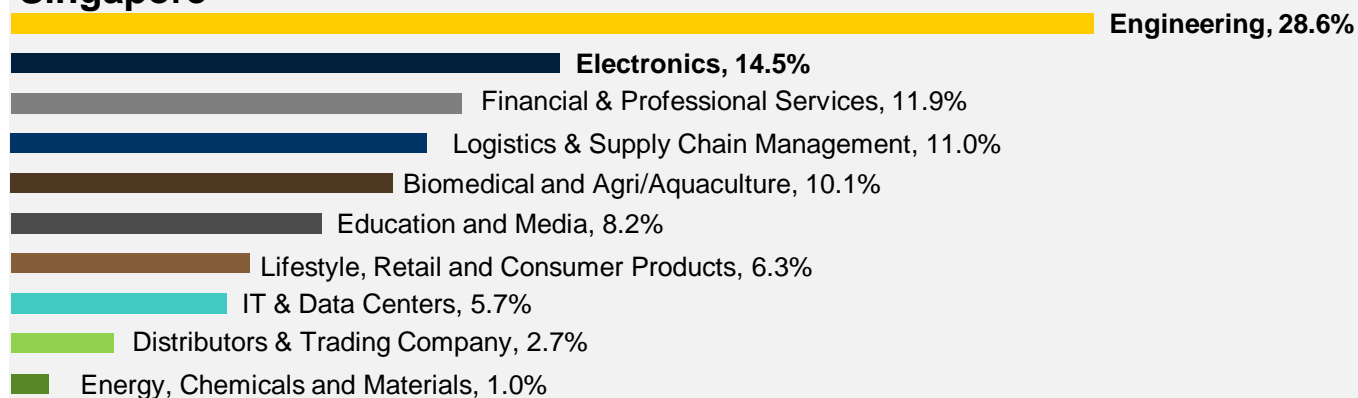 Singapore
Engineering, 28.6%
Electronics, 14.5%
Financial & Professional Services, 11.9%
Logistics & Supply Chain Management, 11.0%
Biomedical and Agri/Aquaculture, 10.1%
Education and Media, 8.2%
Lifestyle, Retail and Consumer Products, 6.3%
IT & Data Centers, 5.7%
Distributors & Trading Company, 2.7%
Energy, Chemicals and Materials, 1.0%